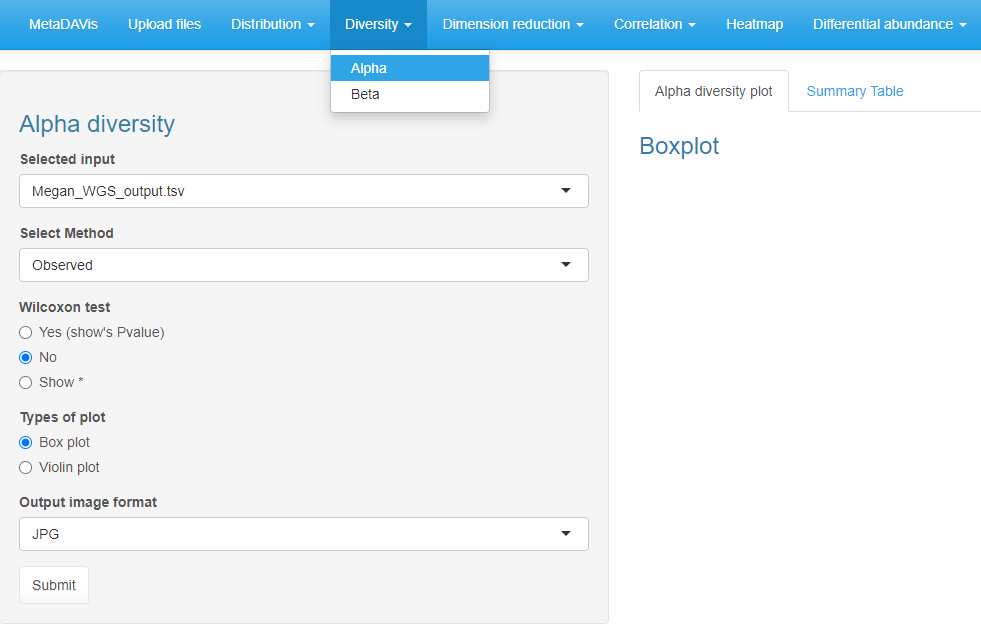 MetaDAVis Upload files Distribution Diversity Dimension reduction Correlation Heatmap Differential abundance
Alpha
Beta
Alpha diversity
Selected input
Megan_WGS_output.tsv
Select Method
Observed
Wilcoxon test
Yes (show's Pvalue)
No
Show *
Types of plot
Box plot
Violin plot
Output image format
JPG
Submit
Alpha diversity plot Summary Table
Boxplot